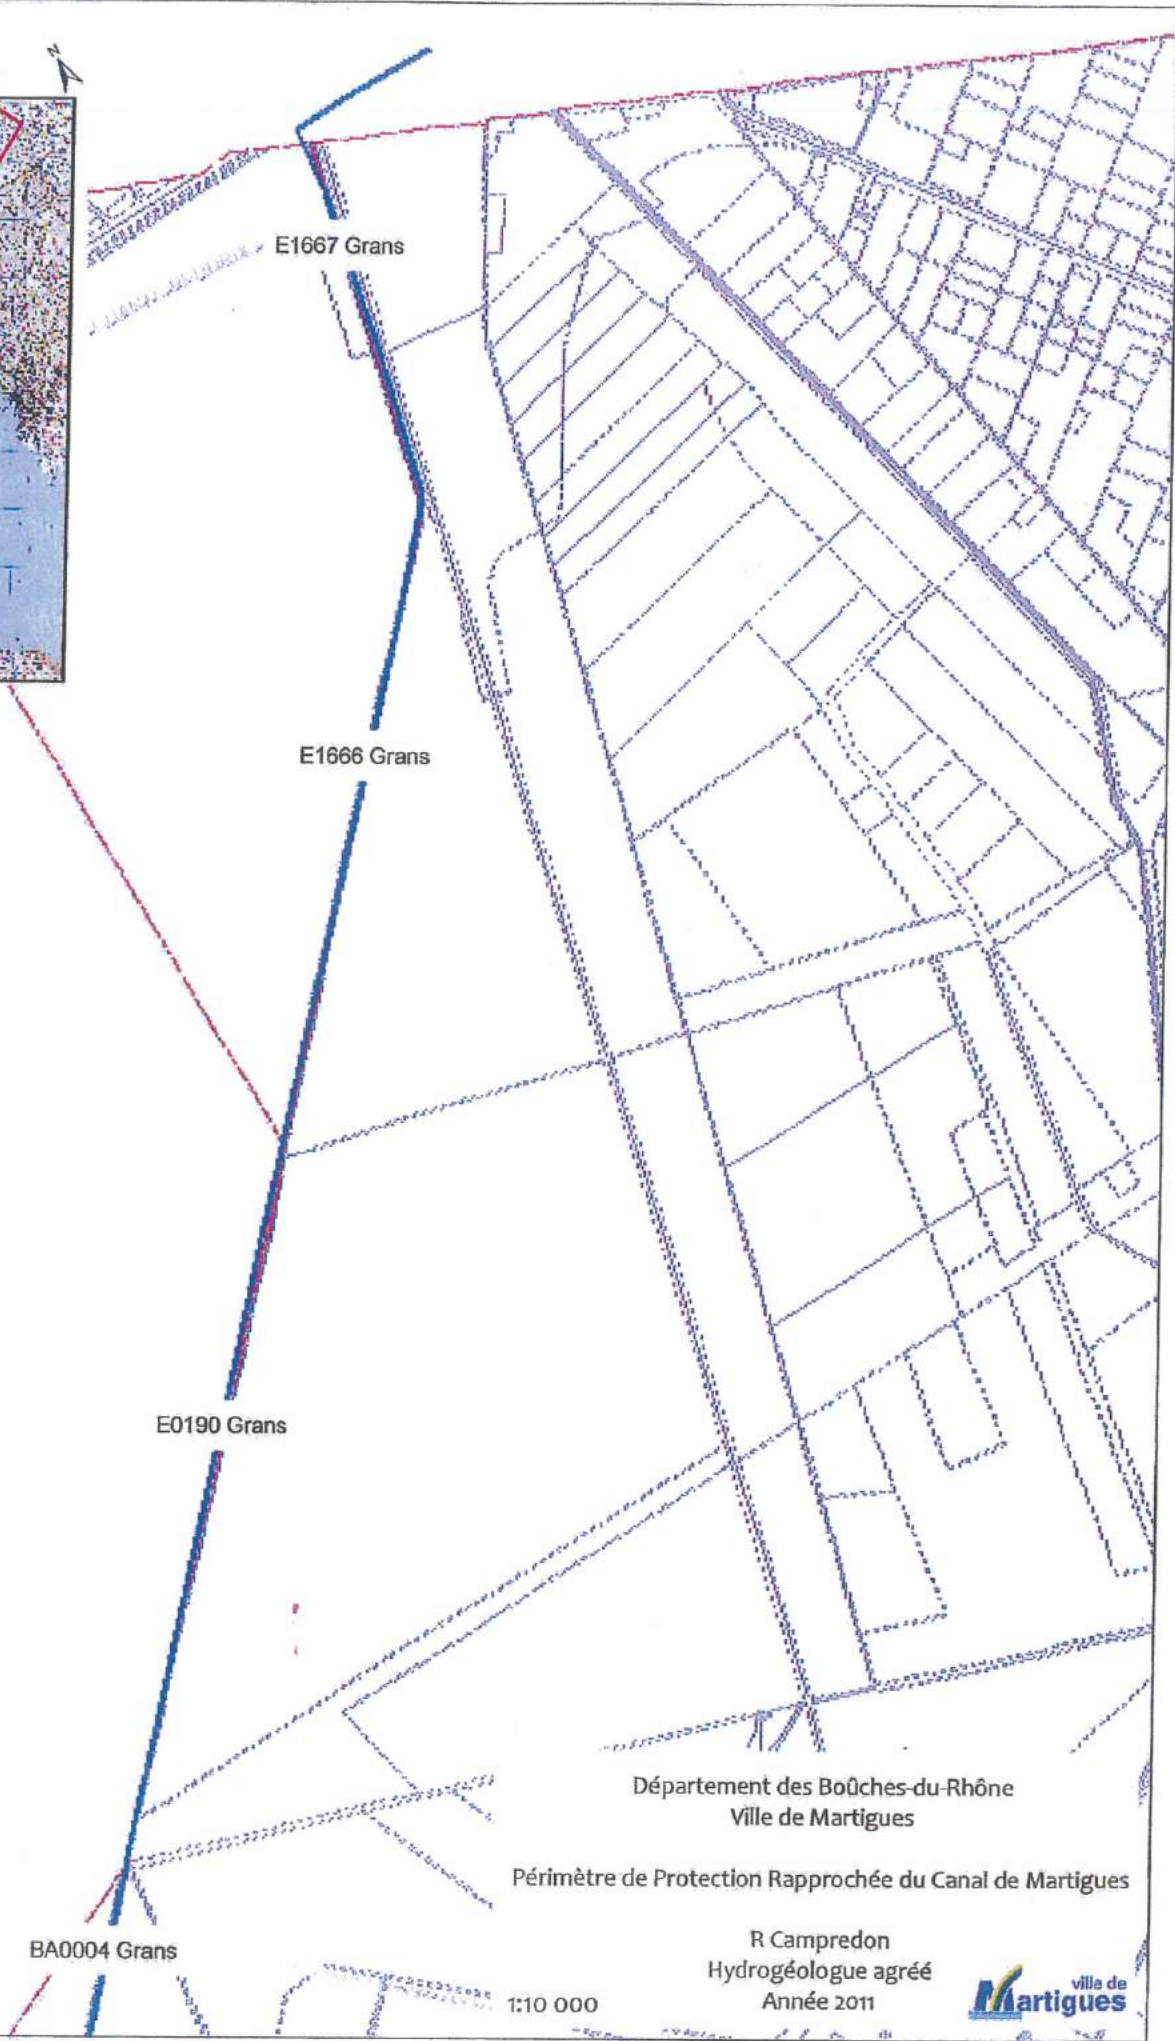 N
E1667 Grans
E1666 Grans
E0190 Grans
BA0004 Grans
Département des Boûches-du-Rhône
Ville de Martigues
Périmètre de Protection Rapprochée du Canal de Martigues
R Campredon
Hydrogéologue agréé
Année 2011
1:10 000
ville de
Martigues